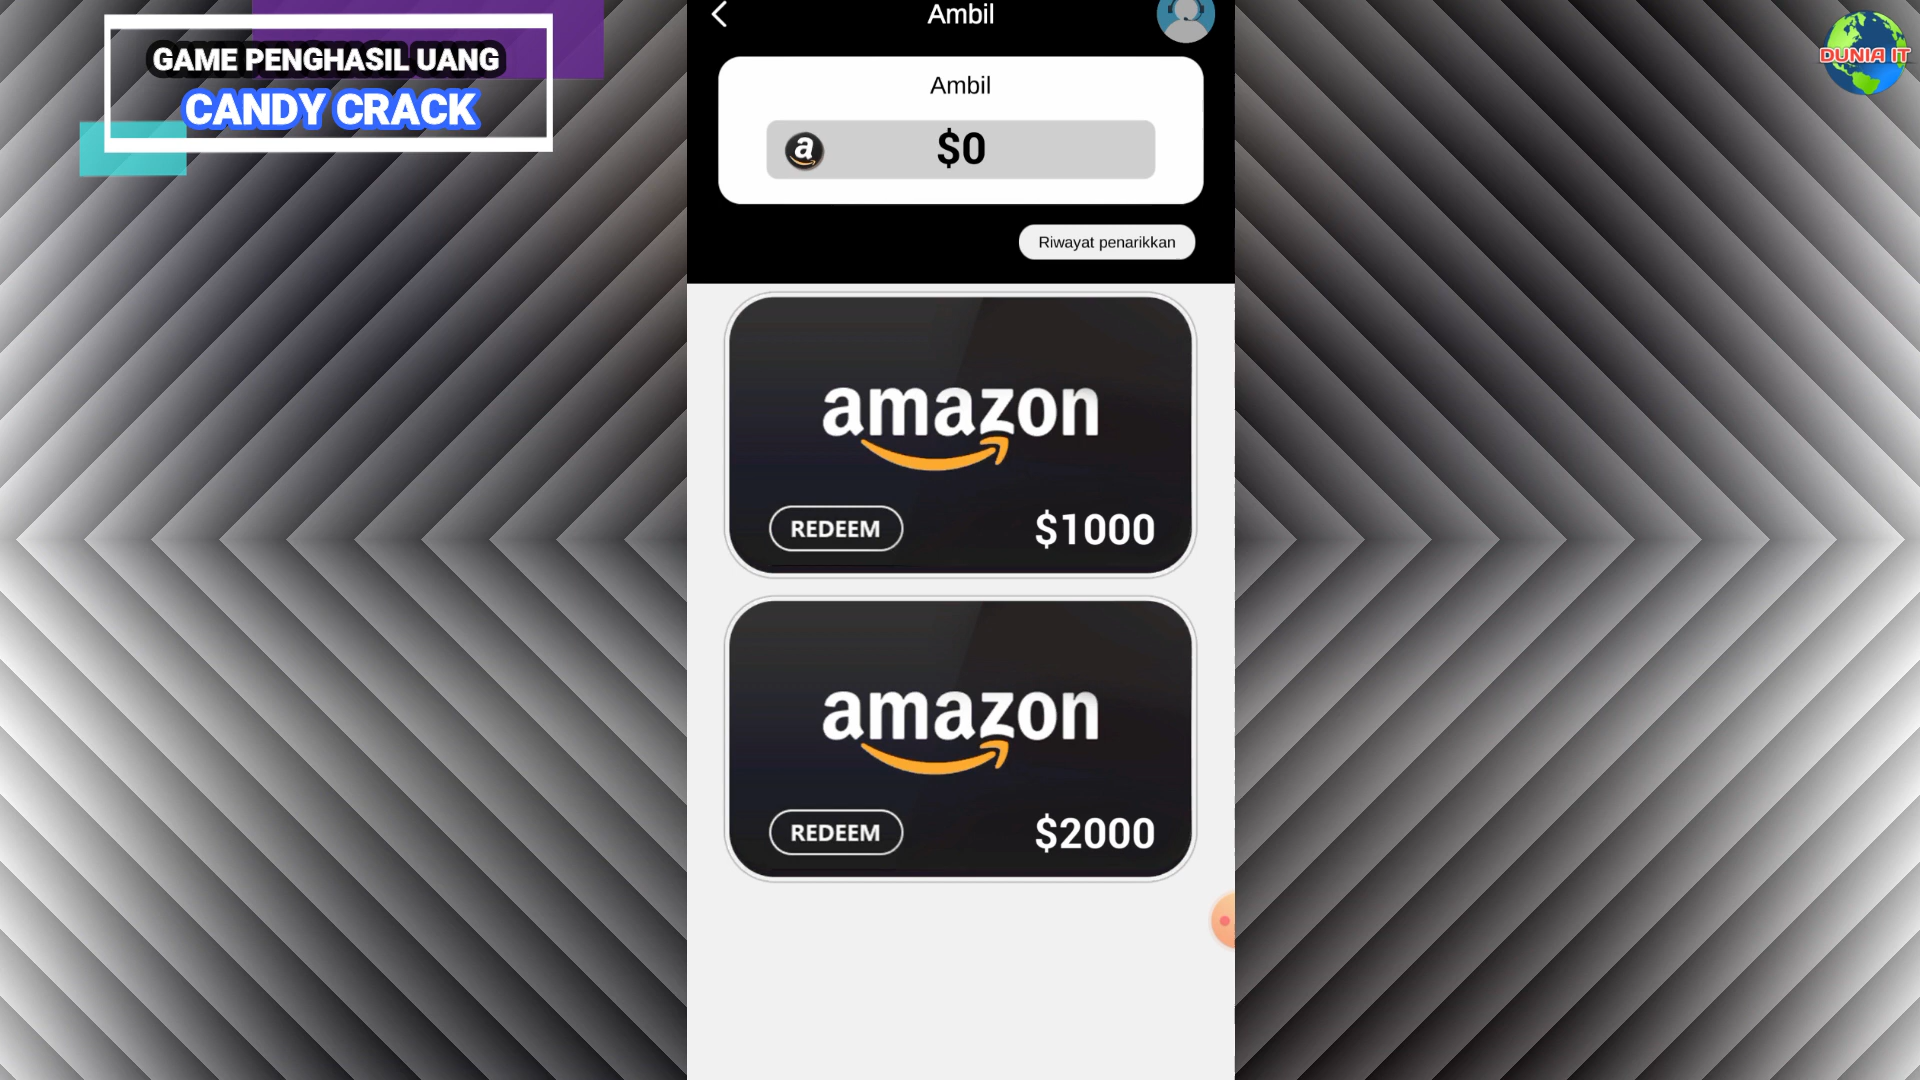 GAME PENGHASIL UANG
CANDY CRACK
DUNIA IT
Ambil
Ambil
a
$0
Riwayat penarikkan
amazon
REDEEM
$1000
amazon
REDEEM
$2000